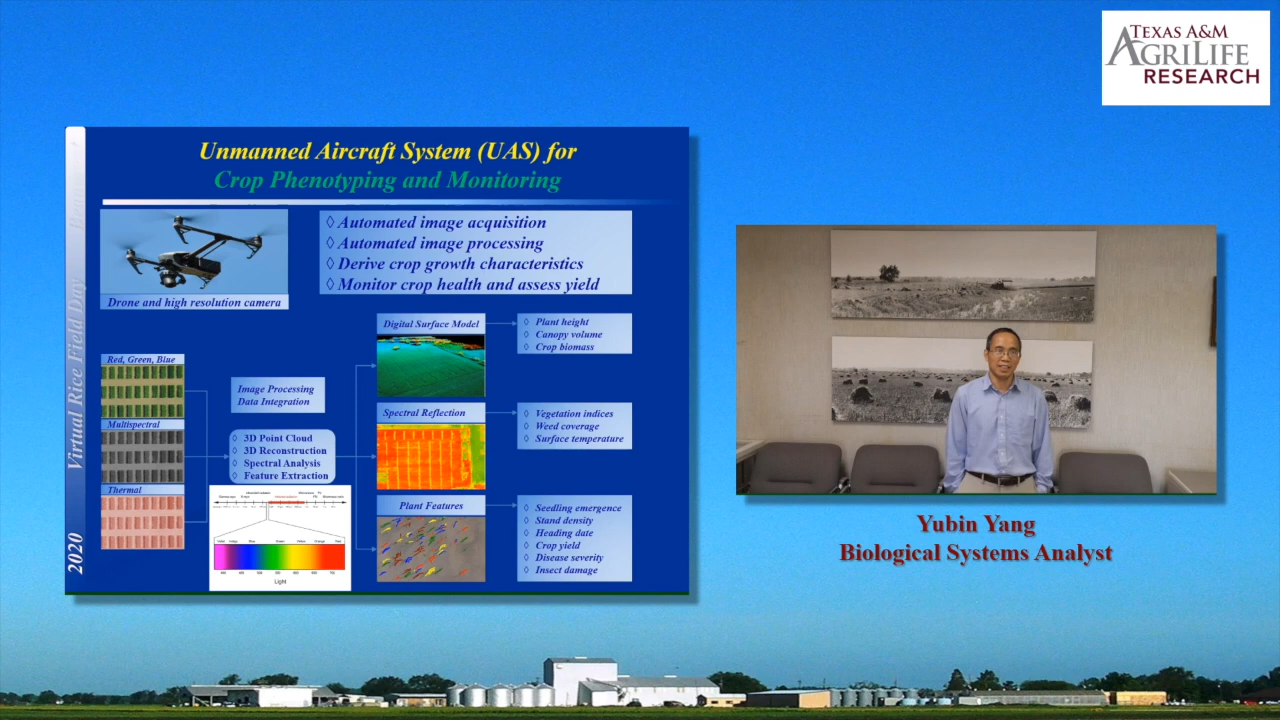 TEXAS A&M
AGRILIFE
RESEARCH
Unmanned Aircraft System (UAS) for
Crop Phenotyping and Monitoring
Virtual Rice Field Day
2020
Drone and high resolution camera
◊ Automated image acquisition
◊ Automated image processing
◊ Derive crop growth characteristics
◊ Monitor crop health and assess yield
Red, Green, Blue
Multispectral
Thermal
Image Processing
Data Integration
◊ 3D Point Cloud
◊ 3D Reconstruction
◊ Spectral Analysis
◊ Feature Extraction
Light
Digital Surface Model
◊ Plant height
◊ Canopy volume
◊ Crop biomass
Spectral Reflection
◊ Vegetation indices
◊ Weed coverage
◊ Surface temperature
Plant Features
◊ Seedling emergence
◊ Stand density
◊ Heading date
◊ Crop yield
◊ Disease severity
◊ Insect damage
Yubin Yang
Biological Systems Analyst